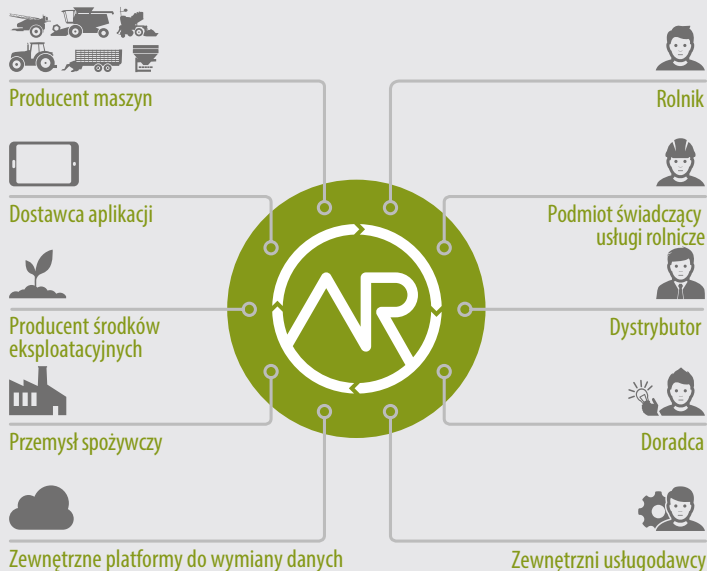 Producent maszyn
Rolnik
Dostawca aplikacji
Podmiot świadczący
usługi rolnicze
Producent środków
eksploatacyjnych
Dystrybutor
Przemysł spożywczy
Doradca
Zewnętrzne platformy do wymiany danych
Zewnętrzni usługodawcy
AR